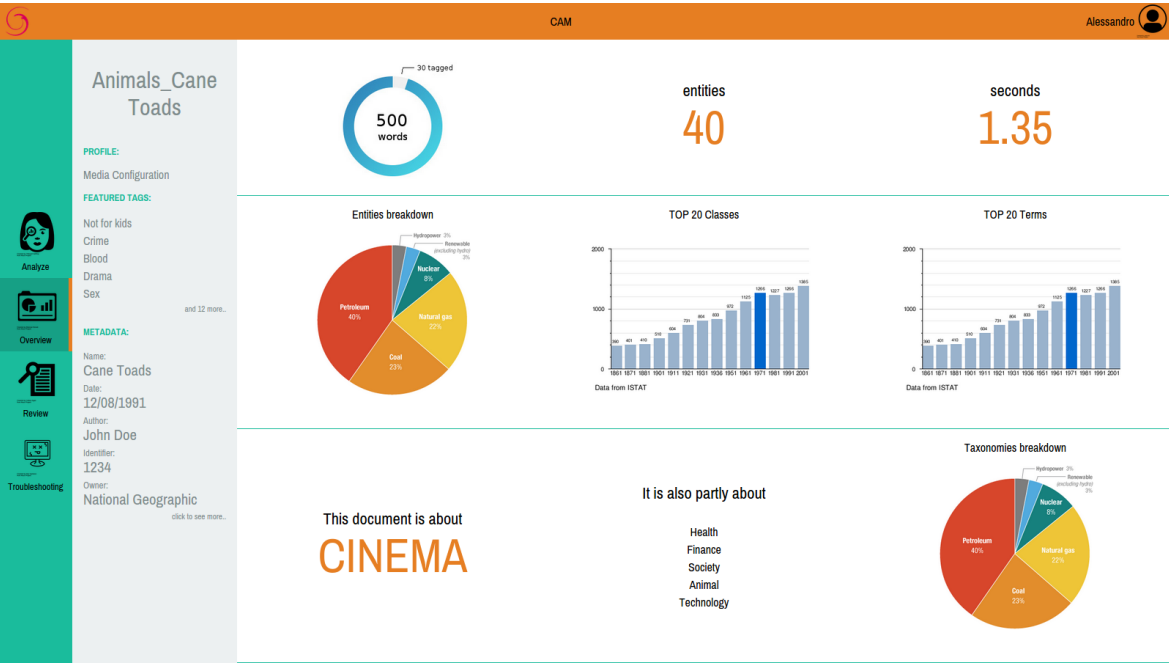 CAM
Alessandro
Analyze
Overview
Review
Troubleshooting
Animals_Cane
Toads
PROFILE:
Media Configuration
FEATURED TAGS:
Not for kids
Crime
Blood
Drama
Sex
and 12 more..
METADATA:
Name:
Cane Toads
Date:
12/08/1991
Author:
John Doe
Identifier:
1234
Owner:
National Geographic
click to see more..
30 tagged
500
words
entities
40
seconds
1.35
Entities breakdown
Hydropower 3%
Renewable
(excluding hydro)
3%
Nuclear
8%
Natural gas
22%
Coal
23%
Petroleum
40%
TOP 20 Classes
2000
1000
0
1861 1871 1881 1901 1911 1921 1931 1936 1951 1961 1971 1981 1991 2001
Data from ISTAT
TOP 20 Terms
2000
1000
0
1861 1871 1881 1901 1911 1921 1931 1936 1951 1961 1971 1981 1991 2001
Data from ISTAT
This document is about
CINEMA
It is also partly about
Health
Finance
Society
Animal
Technology
Taxonomies breakdown
Hydropower 3%
Renewable
(excluding hydro)
3%
Nuclear
8%
Natural gas
22%
Coal
23%
Petroleum
40%